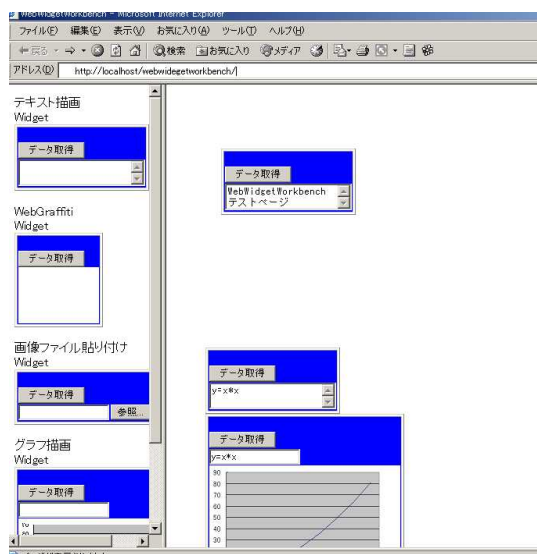 WebWidgetWorkbench - Microsoft Internet Explorer
ファイル(F) 編集(E) 表示(V) お気に入り(A) ツール(T) ヘルプ(H)
戻る 検索 お気に入り メディア
アドレス(D) http://localhost/webwidegetworkbench/
テキスト描画
Widget
データ取得
WebGraffiti
Widget
データ取得
画像ファイル貼り付け
Widget
データ取得
参照...
グラフ描画
Widget
データ取得
データ取得
WebWidgetWorkbench
テストページ
データ取得
y=x*x
データ取得
y=x*x
90
80
70
60
50
40
30